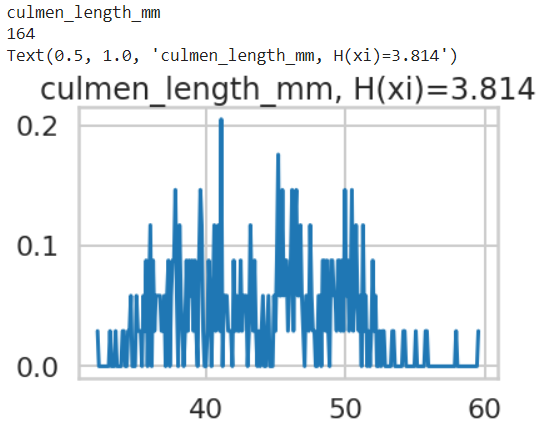 culmen_length_mm
164
Text(0.5, 1.0, 'culmen_length_mm, H(xi)=3.814')
culmen_length_mm, H(xi)=3.814
0.2
0.1
0.0
40 50 60